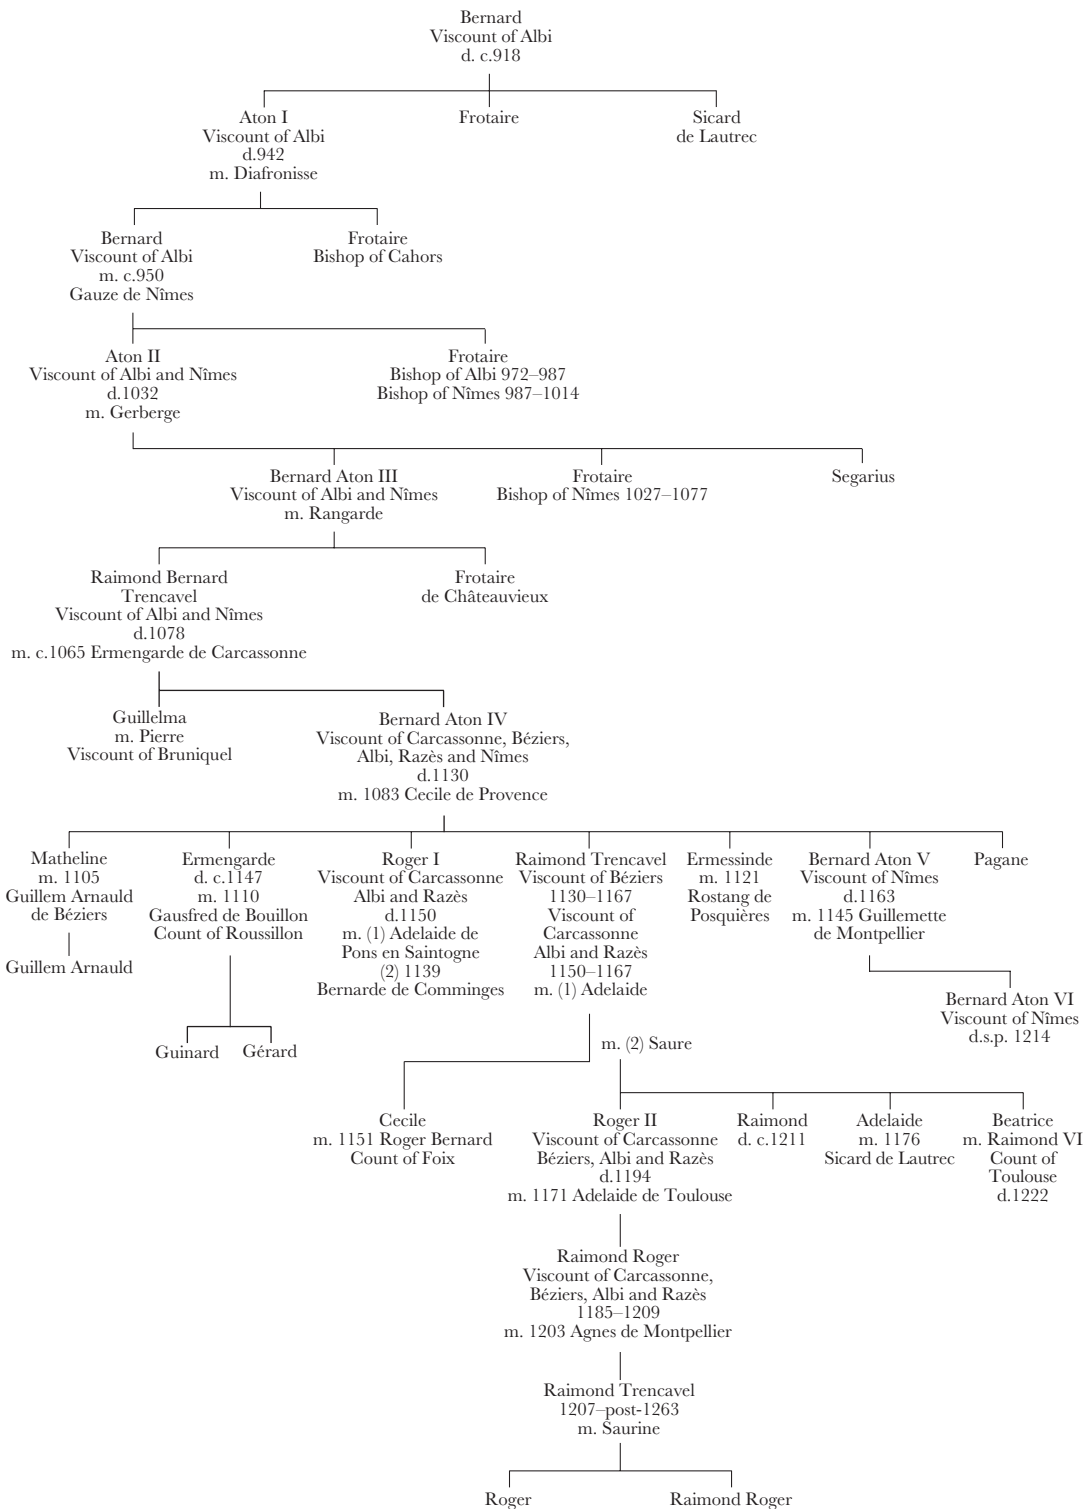 Bernard
Viscount of Albi
d. c.918
Aton I
Viscount of Albi
d.942
m. Diafronisse
Frotaire
Sicard
de Lautrec
Bernard
Viscount of Albi
m. c.950
Gauze de Nîmes
Frotaire
Bishop of Cahors
Aton II
Viscount of Albi and Nîmes
d.1032
m. Gerberge
Frotaire
Bishop of Albi 972–987
Bishop of Nîmes 987–1014
Bernard Aton III
Viscount of Albi and Nîmes
m. Rangarde
Frotaire
Bishop of Nîmes 1027–1077
Segarius
Raimond Bernard
Trencavel
Viscount of Albi and Nîmes
d.1078
m. c.1065 Ermengarde de Carcassonne
Frotaire
de Châteauvieux
Guillelma
m. Pierre
Viscount of Bruniquel
Bernard Aton IV
Viscount of Carcassonne, Béziers,
Albi, Razès and Nîmes
d.1130
m. 1083 Cecile de Provence
Matheline
m. 1105
Guillem Arnauld
de Béziers
Guillem Arnauld
Ermengarde
d. c.1147
m. 1110
Gausfred de Bouillon
Count of Roussillon
Guinard
Gérard
Roger I
Viscount of Carcassonne
Albi and Razès
d.1150
m. (1) Adelaide de
Pons en Saintogne
(2) 1139
Bernarde de Comminges
Raimond Trencavel
Viscount of Béziers
1130–1167
Viscount of
Carcassonne
Albi and Razès
1150–1167
m. (1) Adelaide
m. (2) Saure
Ermessinde
m. 1121
Rostang de
Posquières
Bernard Aton V
Viscount of Nîmes
d.1163
m. 1145 Guillemette
de Montpellier
Pagane
Bernard Aton VI
Viscount of Nîmes
d.s.p. 1214
Cecile
m. 1151 Roger Bernard
Count of Foix
Roger II
Viscount of Carcassonne
Béziers, Albi and Razès
d.1194
m. 1171 Adelaide de Toulouse
Raimond
d. c.1211
Adelaide
m. 1176
Sicard de Lautrec
Beatrice
m. Raimond VI
Count of
Toulouse
d.1222
Raimond Roger
Viscount of Carcassonne,
Béziers, Albi and Razès
1185–1209
m. 1203 Agnes de Montpellier
Raimond Trencavel
1207–post-1263
m. Saurine
Roger
Raimond Roger